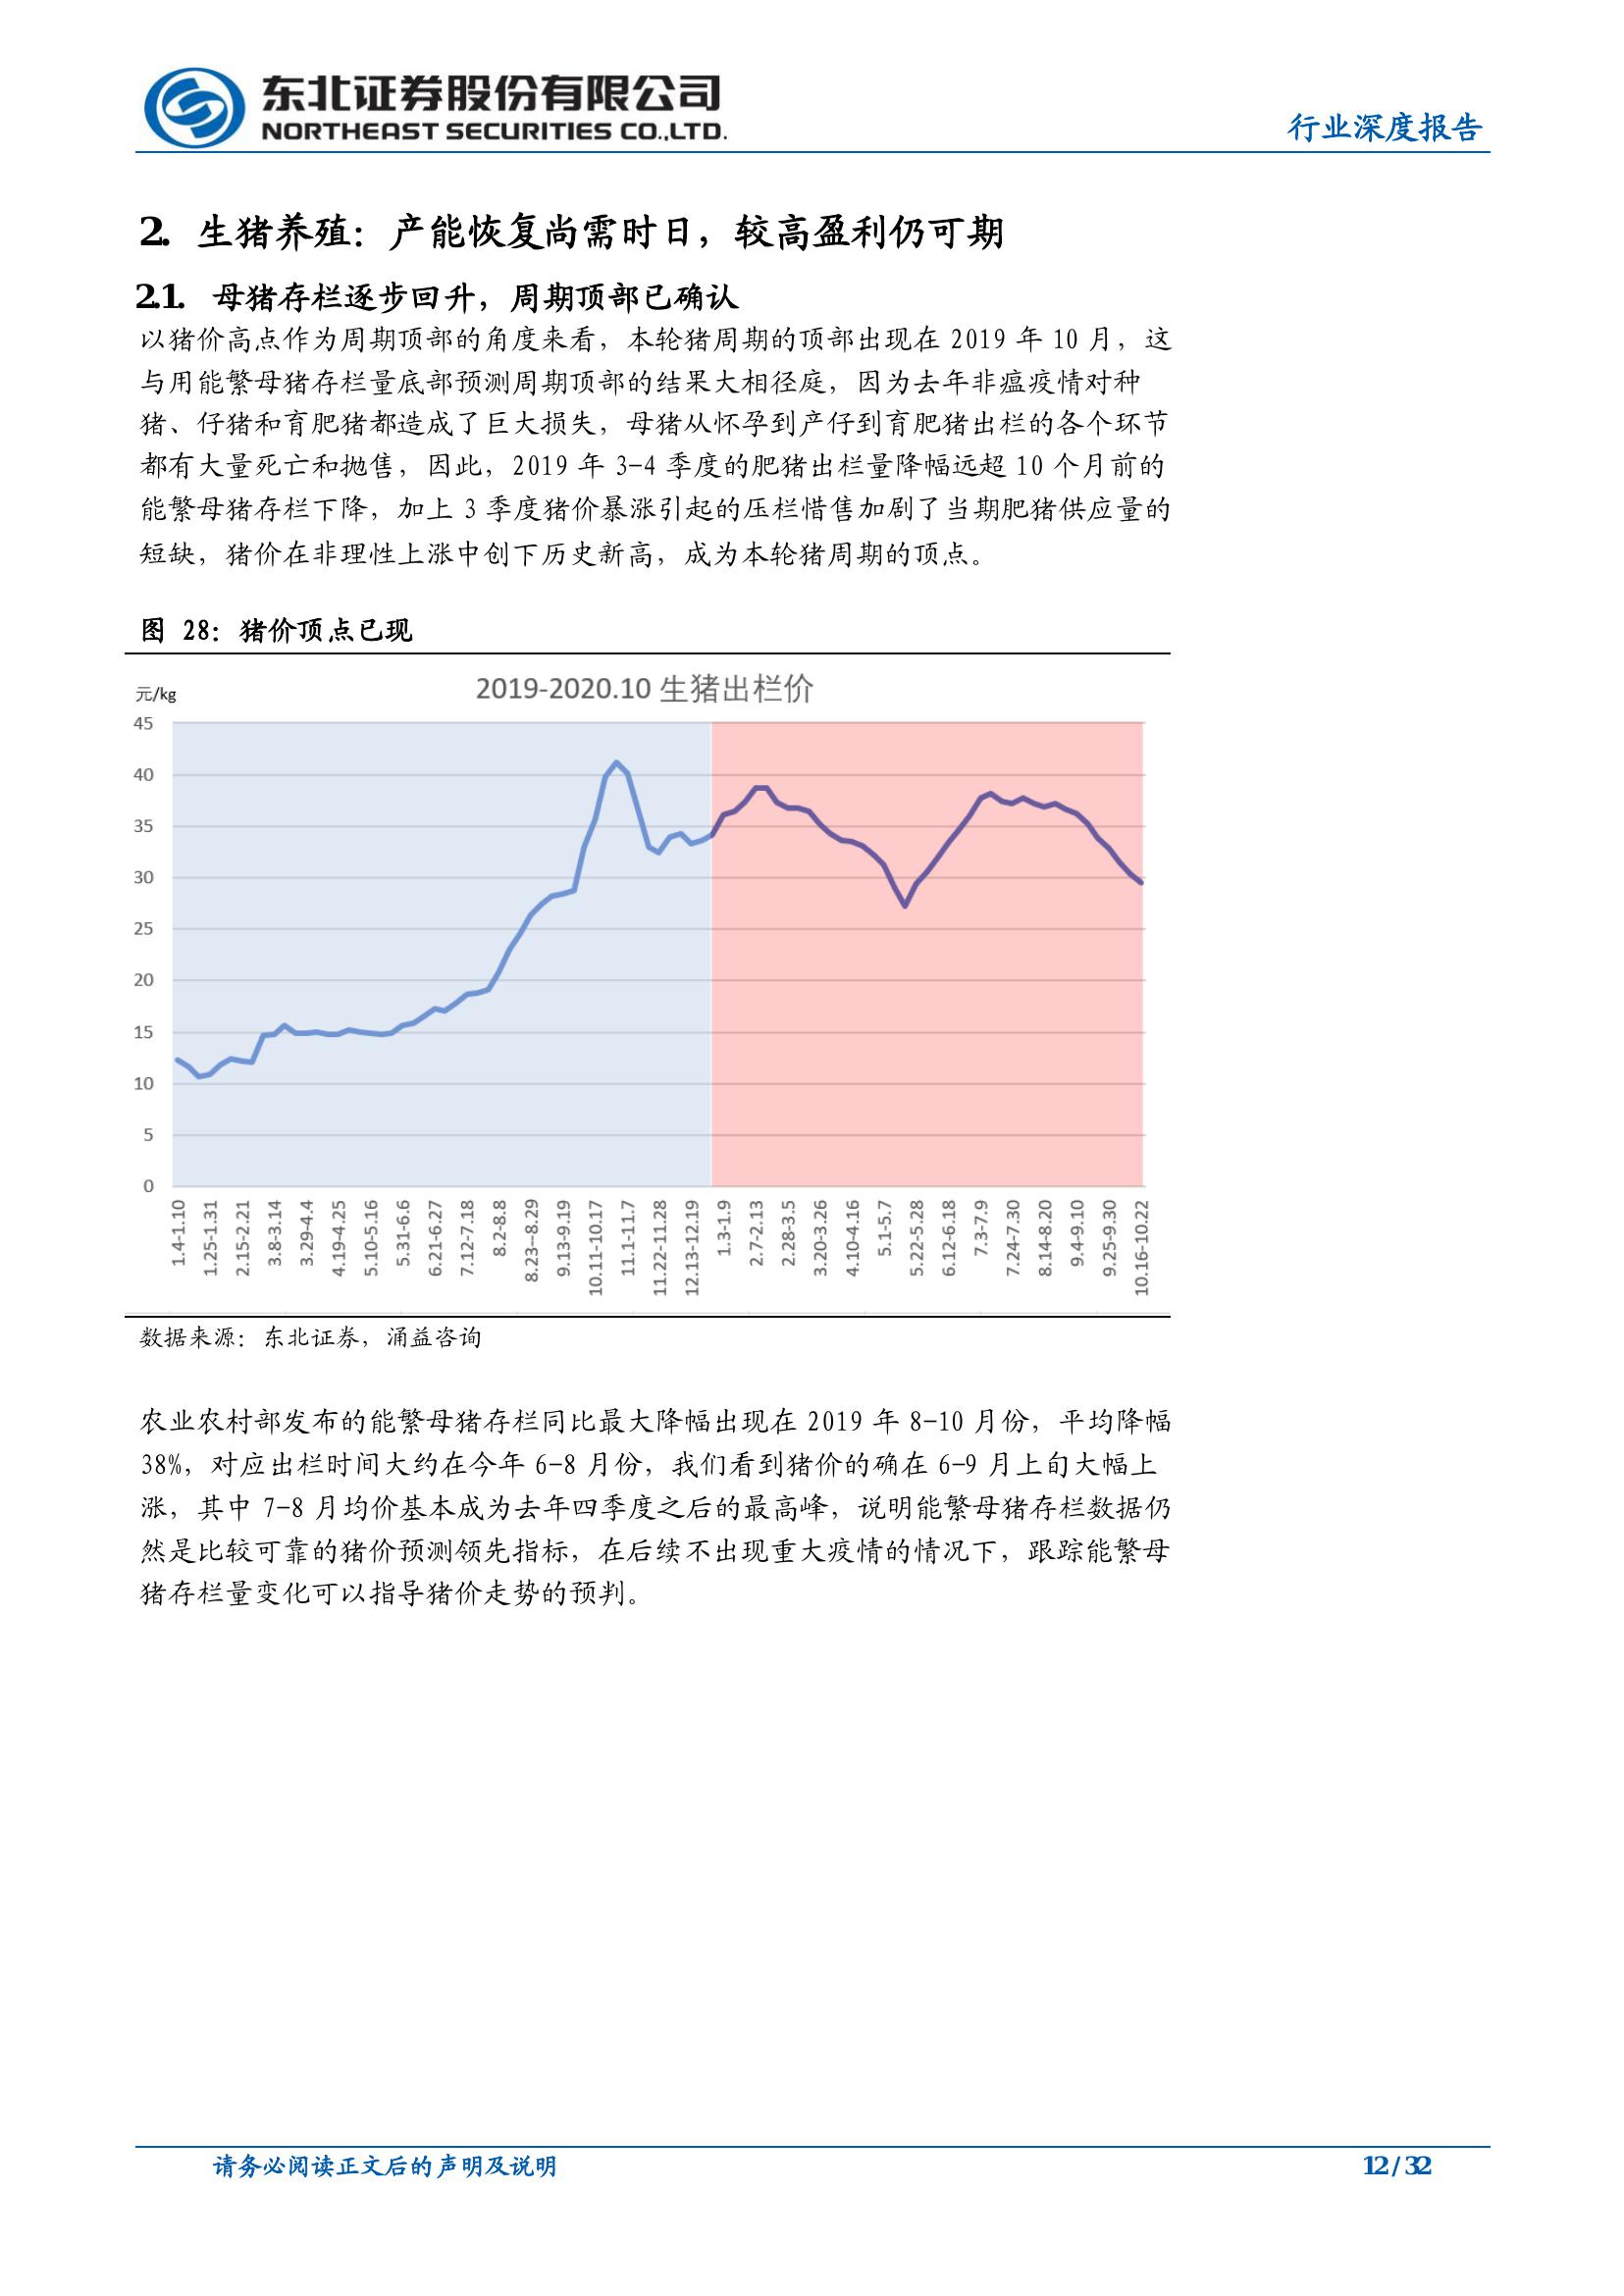 东北证券股份有限公司
NORTHEAST SECURITIES CO.,LTD.
行业深度报告
2. 生猪养殖：产能恢复尚需时日，较高盈利仍可期
2.1. 母猪存栏逐步回升，周期顶部已确认
以猪价高点作为周期顶部的角度来看，本轮猪周期的顶部出现在 2019 年 10 月，这
与用能繁母猪存栏量底部预测周期顶部的结果大相径庭，因为去年非瘟疫情对种
猪、仔猪和育肥猪都造成了巨大损失，母猪从怀孕到产仔到育肥猪出栏的各个环节
都有大量死亡和抛售，因此，2019 年 3-4 季度的肥猪出栏量降幅远超 10 个月前的
能繁母猪存栏下降，加上 3 季度猪价暴涨引起的压栏惜售加剧了当期肥猪供应量的
短缺，猪价在非理性上涨中创下历史新高，成为本轮猪周期的顶点。
图 28：猪价顶点已现
2019-2020.10 生猪出栏价
元/kg
45
40
35
30
25
20
15
10
5
0
1.4-1.10
1.25-1.31
2.15-2.21
3.8-3.14
3.29-4.4
4.19-4.25
5.10-5.16
5.31-6.6
6.21-6.27
7.12-7.18
8.2-8.8
8.23--8.29
9.13-9.19
10.11-10.17
11.1-11.7
11.22-11.28
12.13-12.19
1.3-1.9
2.7-2.13
2.28-3.5
3.20-3.26
4.10-4.16
5.1-5.7
5.22-5.28
6.12-6.18
7.3-7.9
7.24-7.30
8.14-8.20
9.4-9.10
9.25-9.30
10.16-10.22
数据来源：东北证券，涌益咨询
农业农村部发布的能繁母猪存栏同比最大降幅出现在 2019 年 8-10 月份，平均降幅
38%，对应出栏时间大约在今年 6-8 月份，我们看到猪价的确在 6-9 月上旬大幅上
涨，其中 7-8 月均价基本成为去年四季度之后的最高峰，说明能繁母猪存栏数据仍
然是比较可靠的猪价预测领先指标，在后续不出现重大疫情的情况下，跟踪能繁母
猪存栏量变化可以指导猪价走势的预判。
请务必阅读正文后的声明及说明
12 / 32